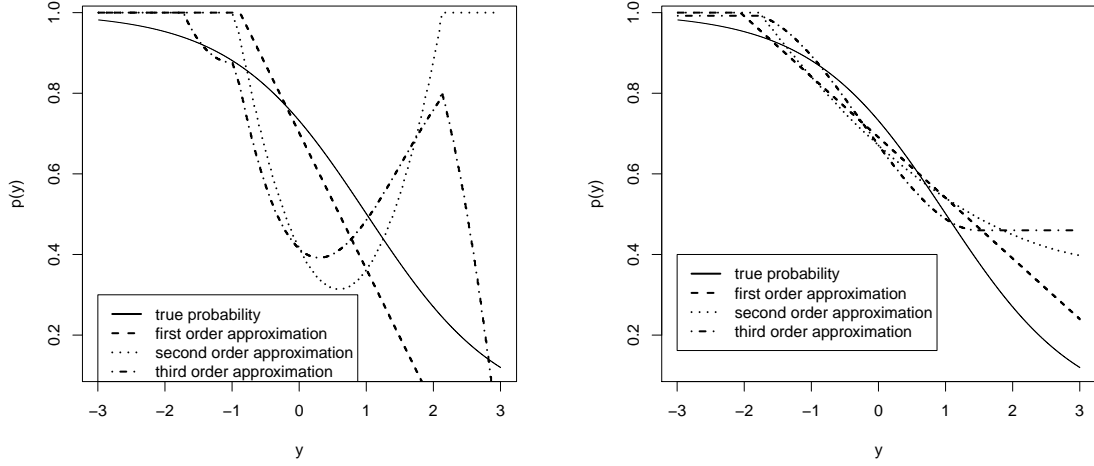 1.0
0.8
0.6
0.4
0.2
p(y)
true probability
first order approximation
second order approximation
third order approximation
−3 −2 −1 0 1 2 3
y
1.0
0.8
0.6
0.4
0.2
p(y)
true probability
first order approximation
second order approximation
third order approximation
−3 −2 −1 0 1 2 3
y